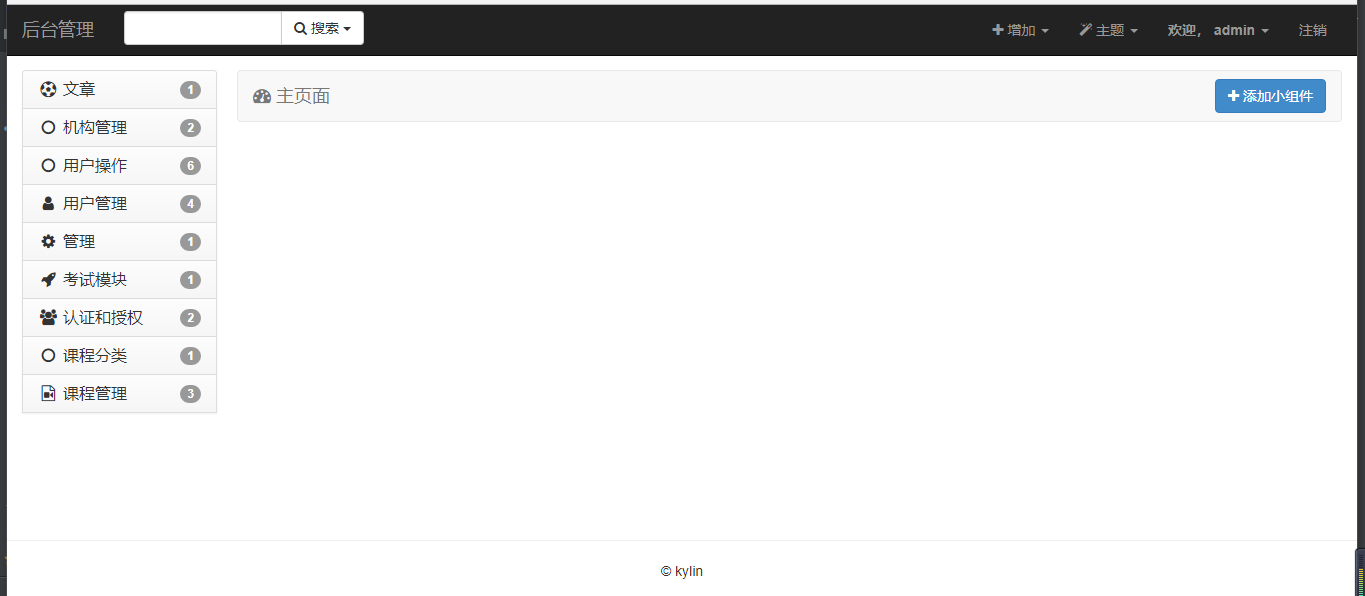 后台管理 搜索 增加 主题 欢迎， admin 注销
文章 1
主页面 添加小组件
机构管理 2
用户操作 6
用户管理 4
管理 1
考试模块 1
认证和授权 2
课程分类 1
课程管理 3
© kylin